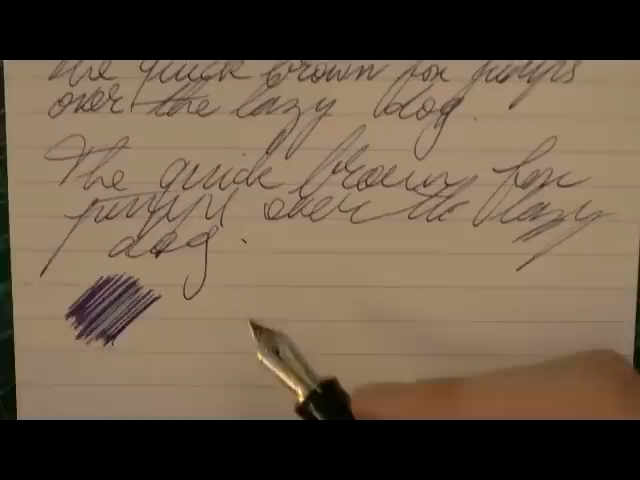 the quick brown fox jumps
over the lazy dog.
The quick brown fox
jumps over the lazy
dog.